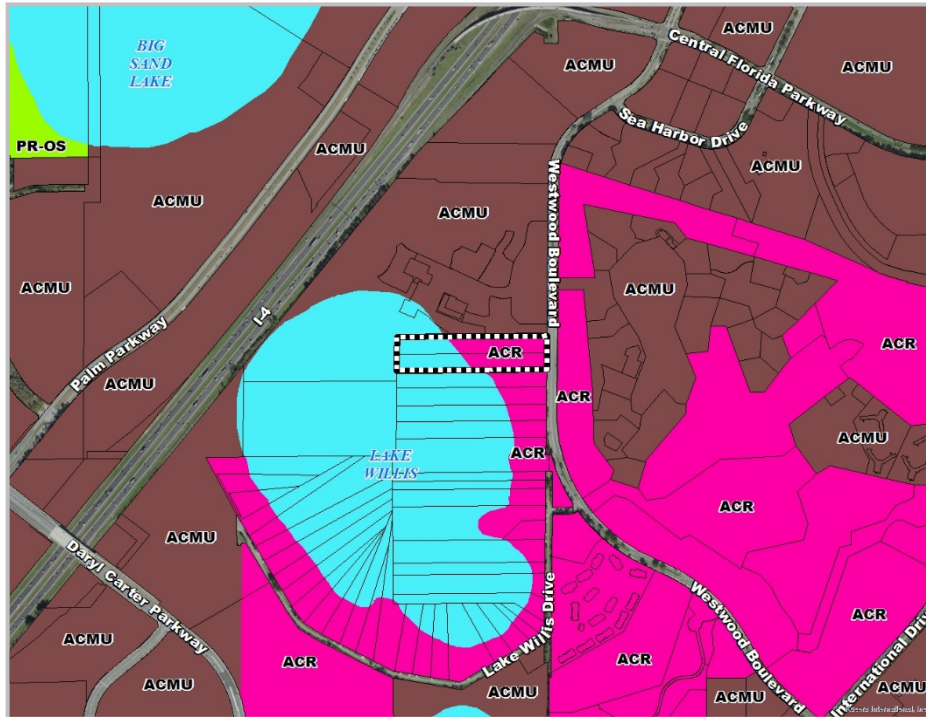 BIG
SAND
LAKE
ACMU
Central Florida Parkway
ACMU
ACMU
Sea Harbor Drive
PR-OS
ACMU
ACMU
ACMU
ACMU
Westwood Boulevard
ACMU
ACMU
I-4
Palm Parkway
ACMU
ACR
ACR
ACR
LAKE
WILLIS
ACR
ACMU
ACR
ACMU
Daryl Carter Parkway
ACR
ACMU
ACR
Lake Willis Drive
Westwood Boulevard
ACR
International Drive
ACMU
ACMU
ACMU